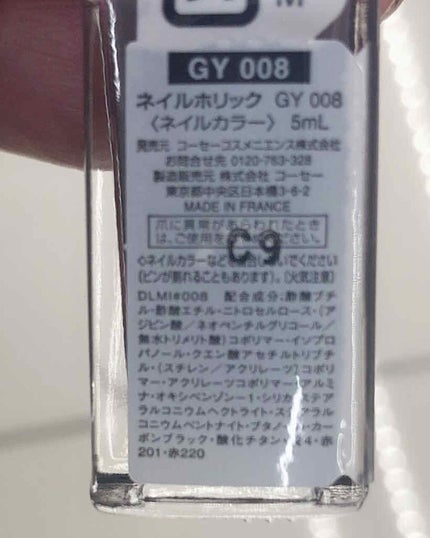 M
GY 008
ネイルホリック GY 008
〈ネイルカラー〉 5mL
発売元 コーセーコスメニエンス株式会社
お問合せ先 0120-763-328
製造販売元 株式会社 コーセー
東京都中央区日本橋3-6-2
MADE IN FRANCE
爪に異常があらわれたとき
は、ご使用を ださい。
C9
◇ネイルカラーなどを いでください
(ビンが割れることもあります)。〈火気注意〉
DLMI#008 配合成分:酢酸ブチ
ル・酢酸エチル・ニトロセルロース・(ア
ジピン酸/ネオペンチルグリコール/
無水トリメリト酸)コポリマー・イソプロ
パノール・クエン酸アセチルトリブチ
ル・(スチレン/アクリレーツ)コポリ
マー・アクリレーツコポリマー・アルミ
ナ・オキシベンゾン-1・シリカ・ステア
ラルコニウムヘクトライト・ステアラル
コニウムベントナイト・ブタノール・カー
ボンブラック・酸化チタン・ 24・赤
201・赤220